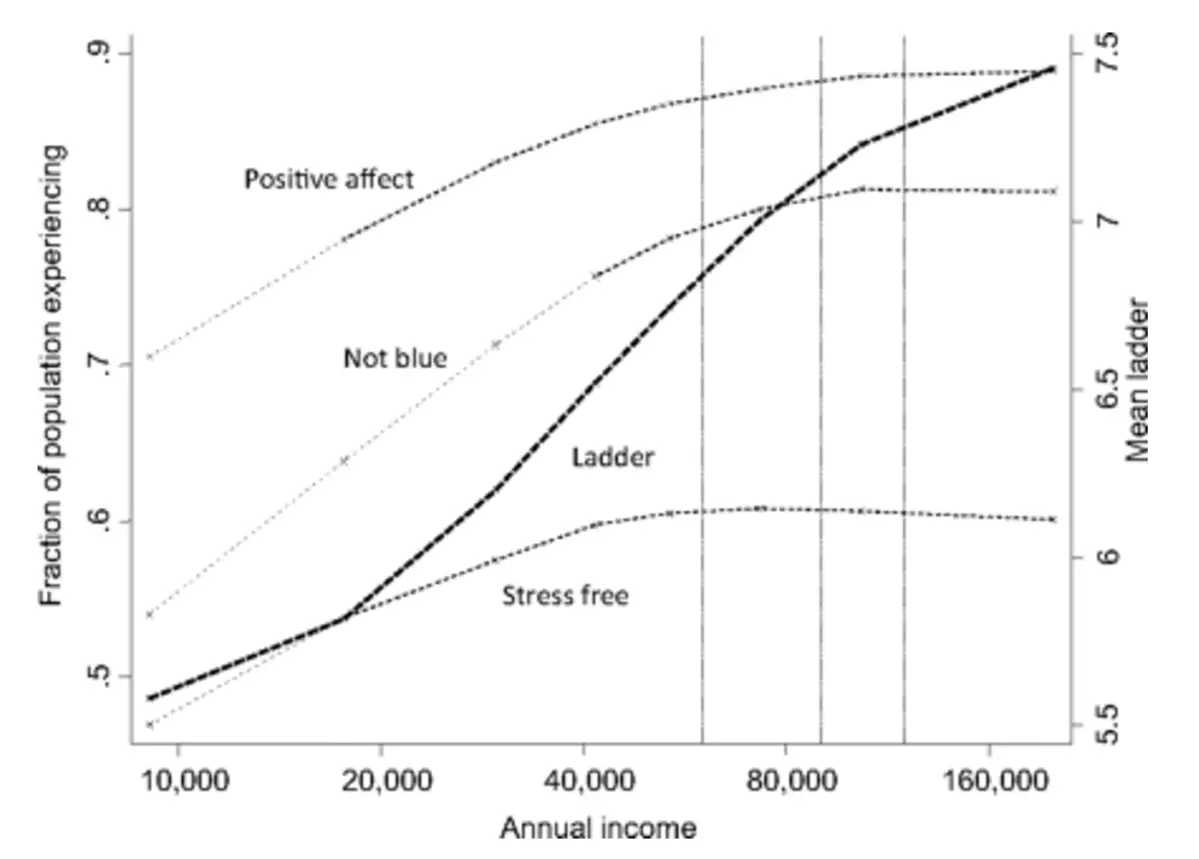 .9
.8
.7
.6
.5
Fraction of population experiencing
Positive affect
Not blue
Ladder
Stress free
7.5
7
6.5
6
5.5
Mean ladder
10,000
20,000
40,000
80,000
160,000
Annual income